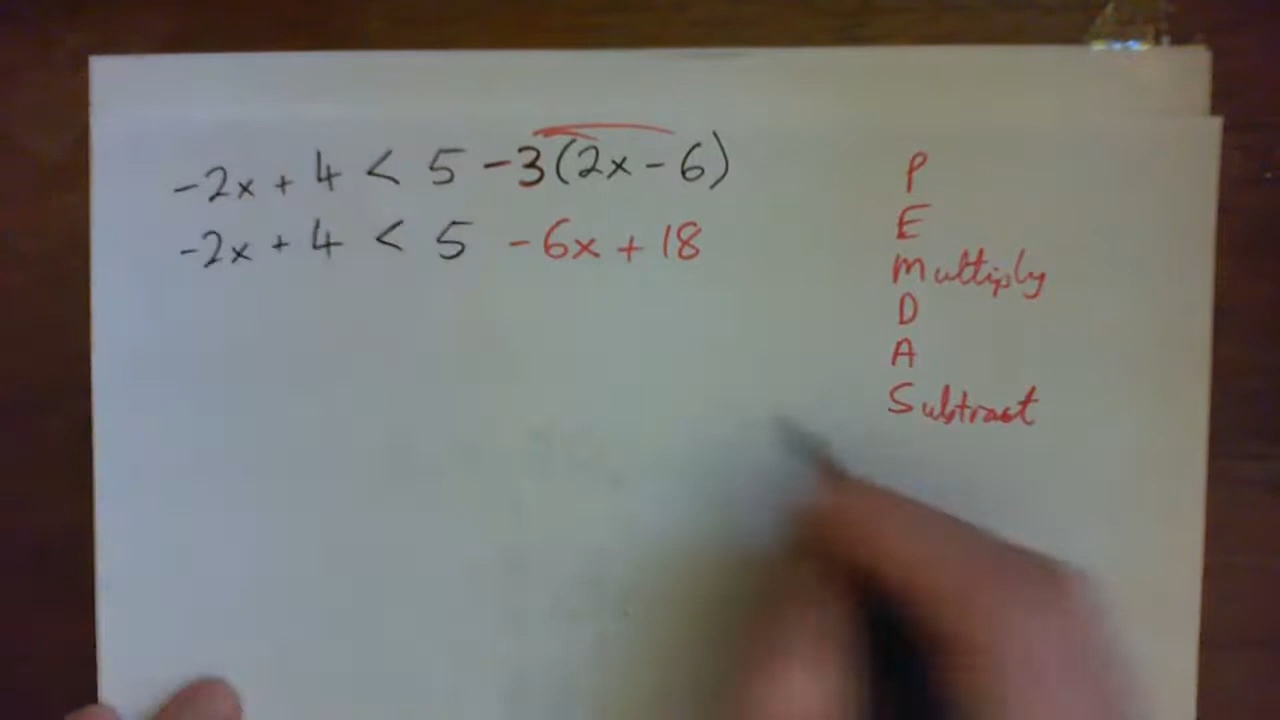 -2x + 4 < 5 -3(2x - 6)
-2x + 4 < 5 - 6x + 18
P
E
Multiply
D
A
Subtract